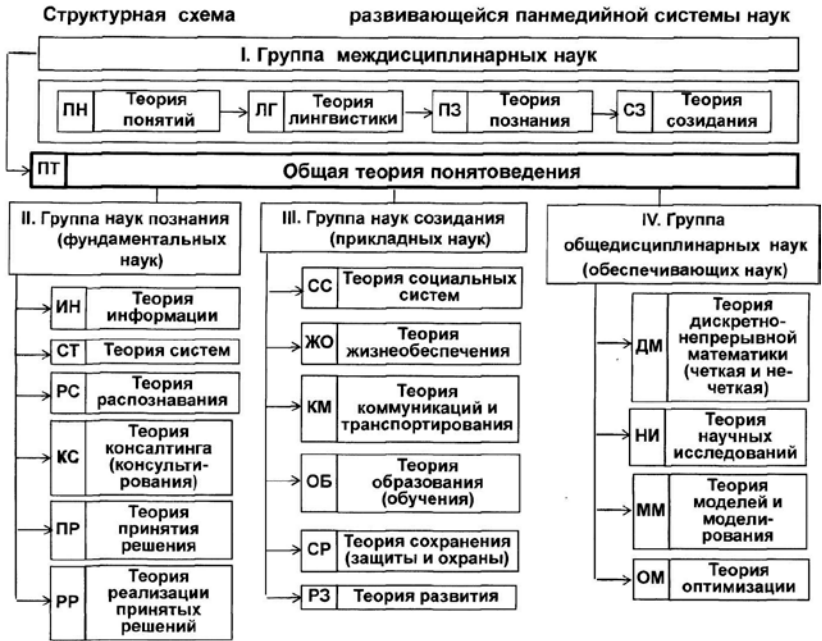 Структурная схема развивающейся панмедийной системы наук
I. Группа междисциплинарных наук
ПН Теория
понятий
ЛГ Теория
лингвистики
ПЗ Теория
познания
СЗ Теория
созидания
ПТ Общая теория понятоведения
II. Группа наук познания
(фундаментальных
наук)
ИН Теория
информации
СТ Теория систем
РС Теория
распознавания
КС Теория
консалтинга
(консульти-
рования)
ПР Теория
принятия
решения
РР Теория
реализации
принятых
решений
III. Группа наук созидания
(прикладных наук)
СС Теория социальных
систем
ЖО Теория
жизнеобеспечения
КМ Теория
коммуникаций и
транспортирования
ОБ Теория
образования
(обучения)
СР Теория сохранения
(защиты и охраны)
РЗ Теория развития
IV. Группа
общедисциплинарных наук
(обеспечивающих наук)
ДМ Теория
дискретно-
непрерывной
математики
(четкая и не-
четкая)
НИ Теория
научных
исследований
ММ Теория
моделей и
модели-
рования
ОМ Теория
оптимизации